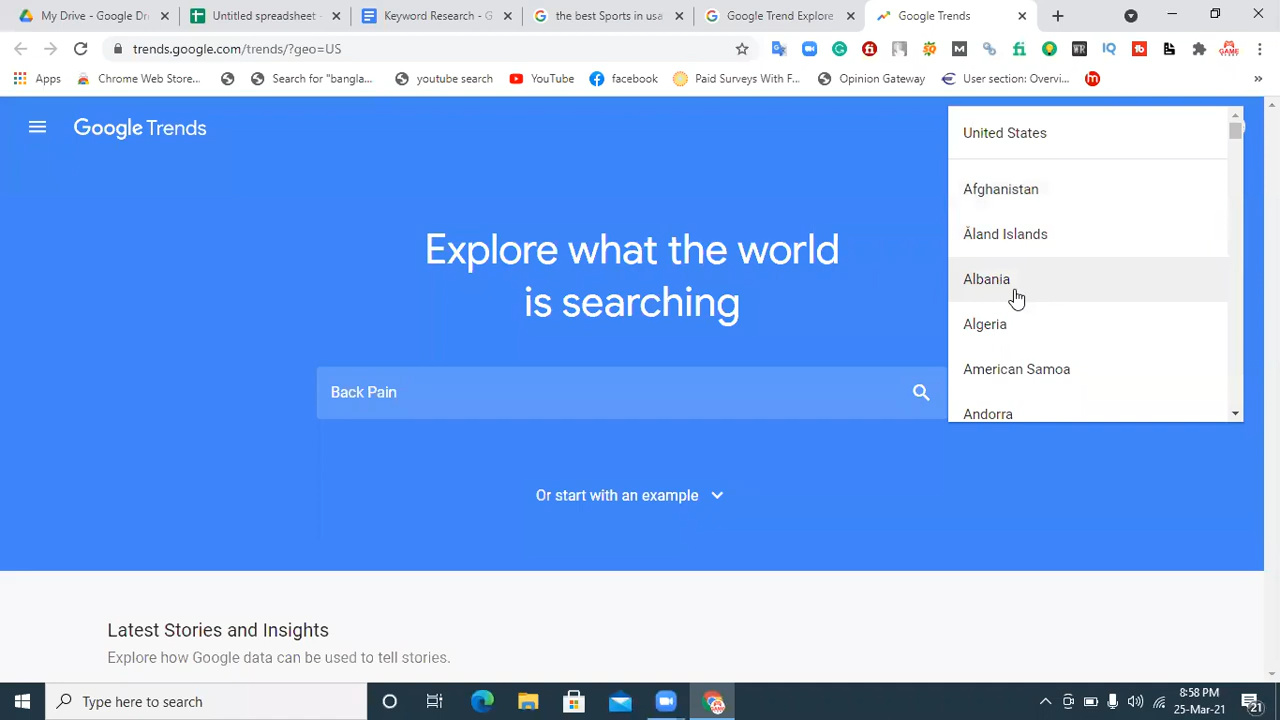 My Drive - Google Dr
Untitled spreadsheet -
Keyword Research - G
the best Sports in usa
Google Trend Explore
Google Trends
trends.google.com/trends/?geo=US
Apps
Chrome Web Store...
Search for "bangla...
youtube search
YouTube
facebook
Paid Surveys With F...
Opinion Gateway
User section: Overvi...
»
Google Trends
United States
Afghanistan
Åland Islands
Albania
Algeria
American Samoa
Andorra
Explore what the world
is searching
Back Pain
Or start with an example
Latest Stories and Insights
Explore how Google data can be used to tell stories.
Type here to search
8:58 PM
25-Mar-21
21